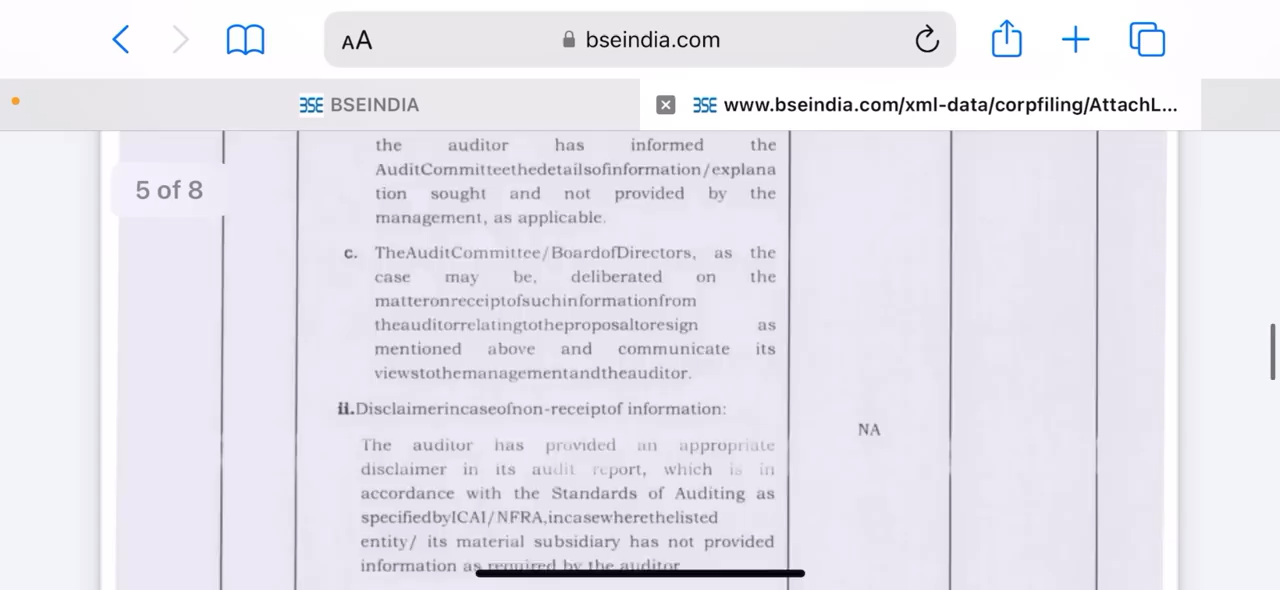 AA
bseindia.com
BSE BSEINDIA
BSE www.bseindia.com/xml-data/corpfiling/AttachL...
5 of 8
the auditor has informed the
AuditCommitteethedetailsofinformation/explana
tion sought and not provided by the
management, as applicable.
c. TheAuditCommittee/BoardofDirectors, as the
case may be, deliberated on the
matteronreceiptofsuchinformationfrom
theauditorrelatingtotheproposaltoresign as
mentioned above and communicate its
viewstothemanagementandtheauditor.
ii.Disclaimerincaseofnon-receiptof information:
NA
The auditor has provided an appropriate
disclaimer in its audit report, which is in
accordance with the Standards of Auditing as
specifiedbyICAI/NFRA,incasewherethelisted
entity/ its material subsidiary has not provided
information as required by the auditor